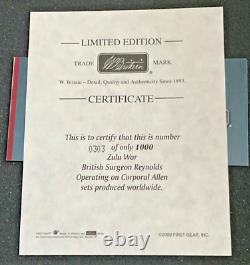 LIMITED EDITION
TRADE W. Britain MARK
W. Britain – Detail, Quality and Authenticity Since 1893.
CERTIFICATE
This is to certify that this is number
0303 of only 1000
Zulu War
British Surgeon Reynolds
Operating on Corporal Allen
sets produced worldwide.
©2009 FIRST GEAR, INC.